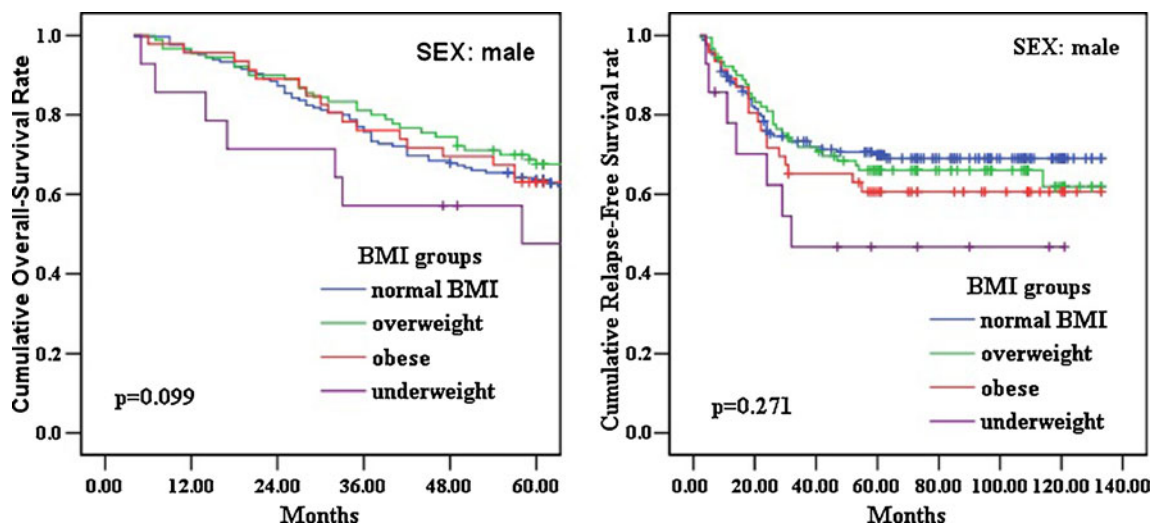 Cumulative Overall-Survival Rate
1.0
0.8
0.6
0.4
0.2
0.0
SEX: male
BMI groups
normal BMI
overweight
obese
underweight
p=0.099
0.00 12.00 24.00 36.00 48.00 60.00
Months
Cumulative Relapse-Free Survival rat
1.0
0.8
0.6
0.4
0.2
0.0
SEX: male
BMI groups
normal BMI
overweight
obese
underweight
p=0.271
0.00 20.00 40.00 60.00 80.00 100.00 120.00 140.00
Months